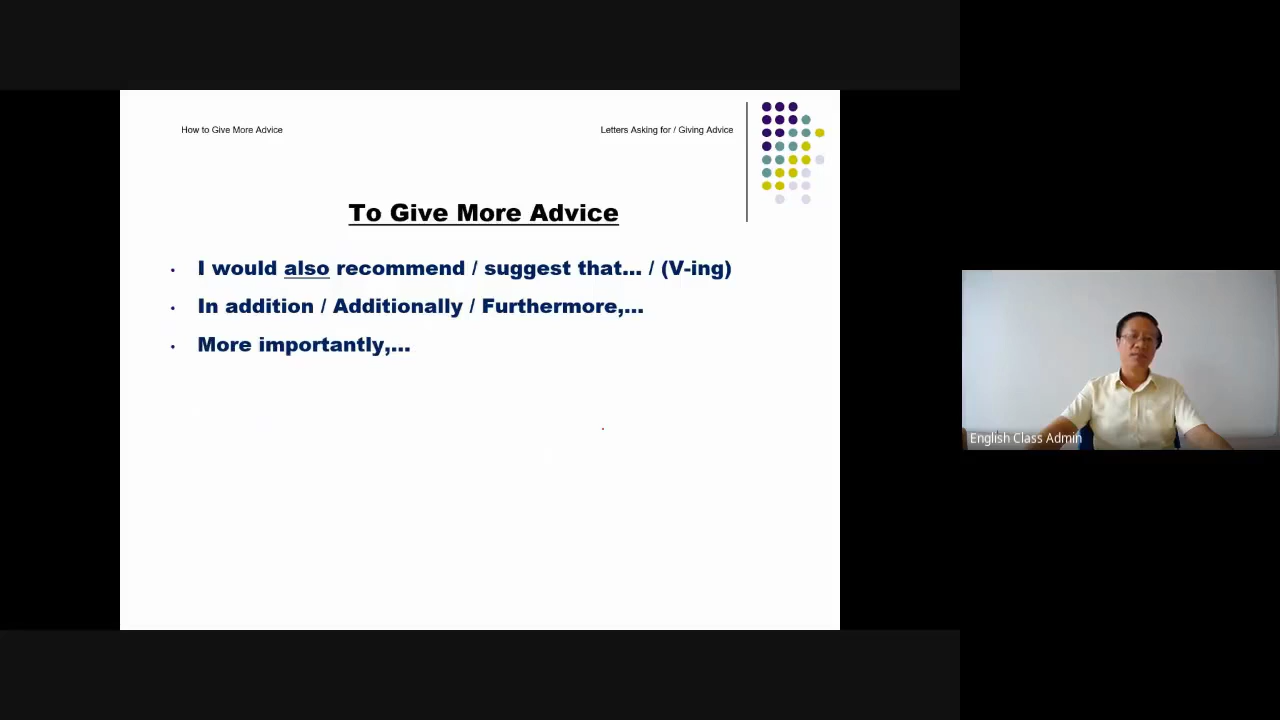 How to Give More Advice
Letters Asking for / Giving Advice
To Give More Advice
• I would also recommend / suggest that... / (V-ing)
• In addition / Additionally / Furthermore,...
• More importantly,...
English Class Admin